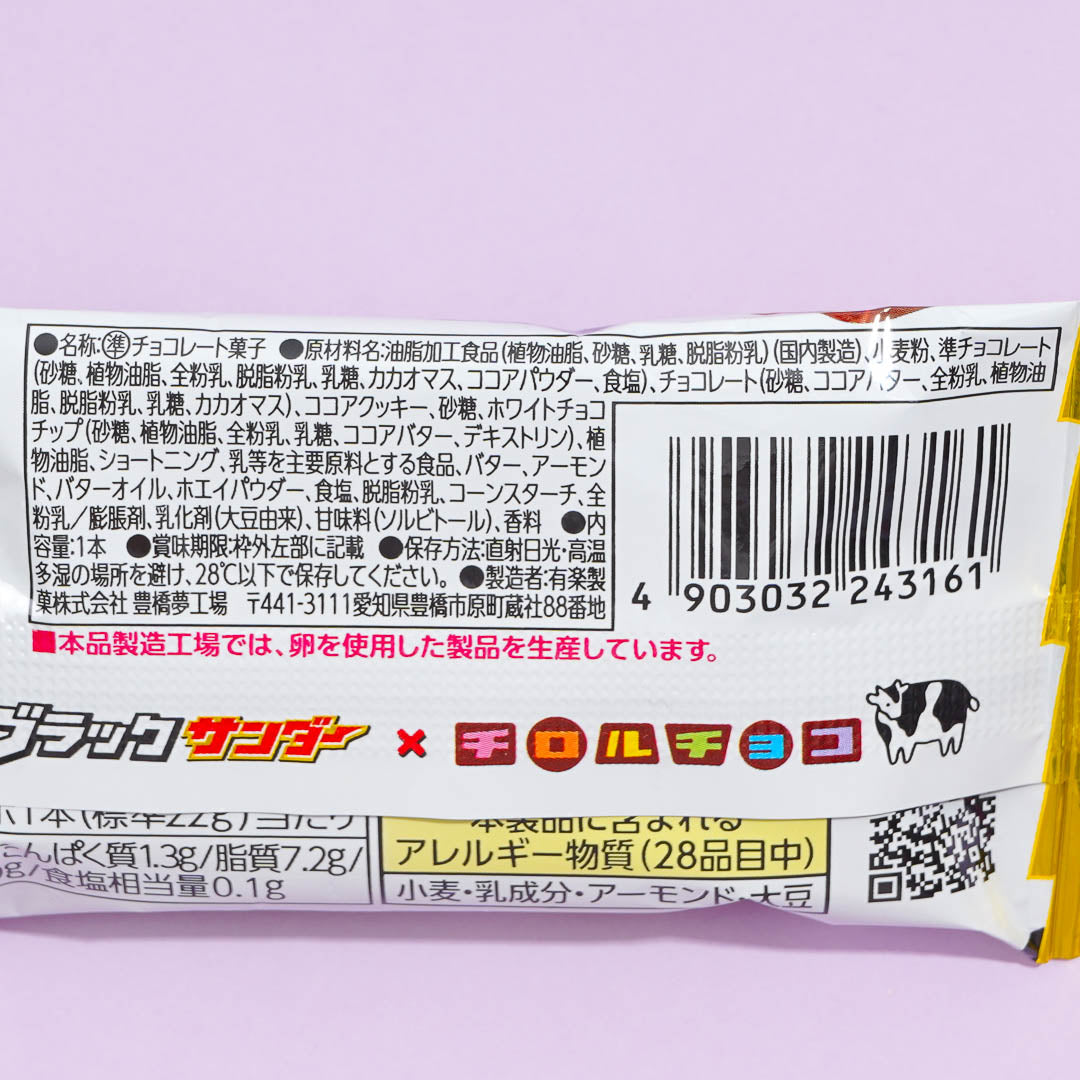 ●名称:㊝チョコレート菓子 ●原材料名:油脂加工食品(植物油脂、砂糖、乳糖、脱脂粉乳)(国内製造)、小麦粉、準チョコレート
(砂糖、植物油脂、全粉乳、脱脂粉乳、乳糖、カカオマス、ココアパウダー、食塩)、チョコレート(砂糖、ココアバター、全粉乳、植物油
脂、脱脂粉乳、乳糖、カカオマス)、ココアクッキー、砂糖、ホワイトチョコ
チップ(砂糖、植物油脂、全粉乳、乳糖、ココアバター、デキストリン)、植
物油脂、ショートニング、乳等を主要原料とする食品、バター、アーモン
ド、バターオイル、ホエイパウダー、食塩、脱脂粉乳、コーンスターチ、全
粉乳/膨脹剤、乳化剤(大豆由来)、甘味料(ソルビトール)、香料 ●内
容量:1本 ●賞味期限:枠外左部に記載 ●保存方法:直射日光・高温
多湿の場所を避け、28℃以下で保存してください。 ●製造者:有楽製
菓株式会社 豊橋夢工場 〒441-3111愛知県豊橋市原町蔵社88番地
4 903032 243161
■本品製造工場では、卵を使用した製品を生産しています。
ブラックサンダー × チロルチョコ
1本(標準22g)当たり
たんぱく質1.3g/脂質7.2g/
g/食塩相当量0.1g
本製品に含まれる
アレルギー物質(28品目中)
小麦・乳成分・アーモンド・大豆